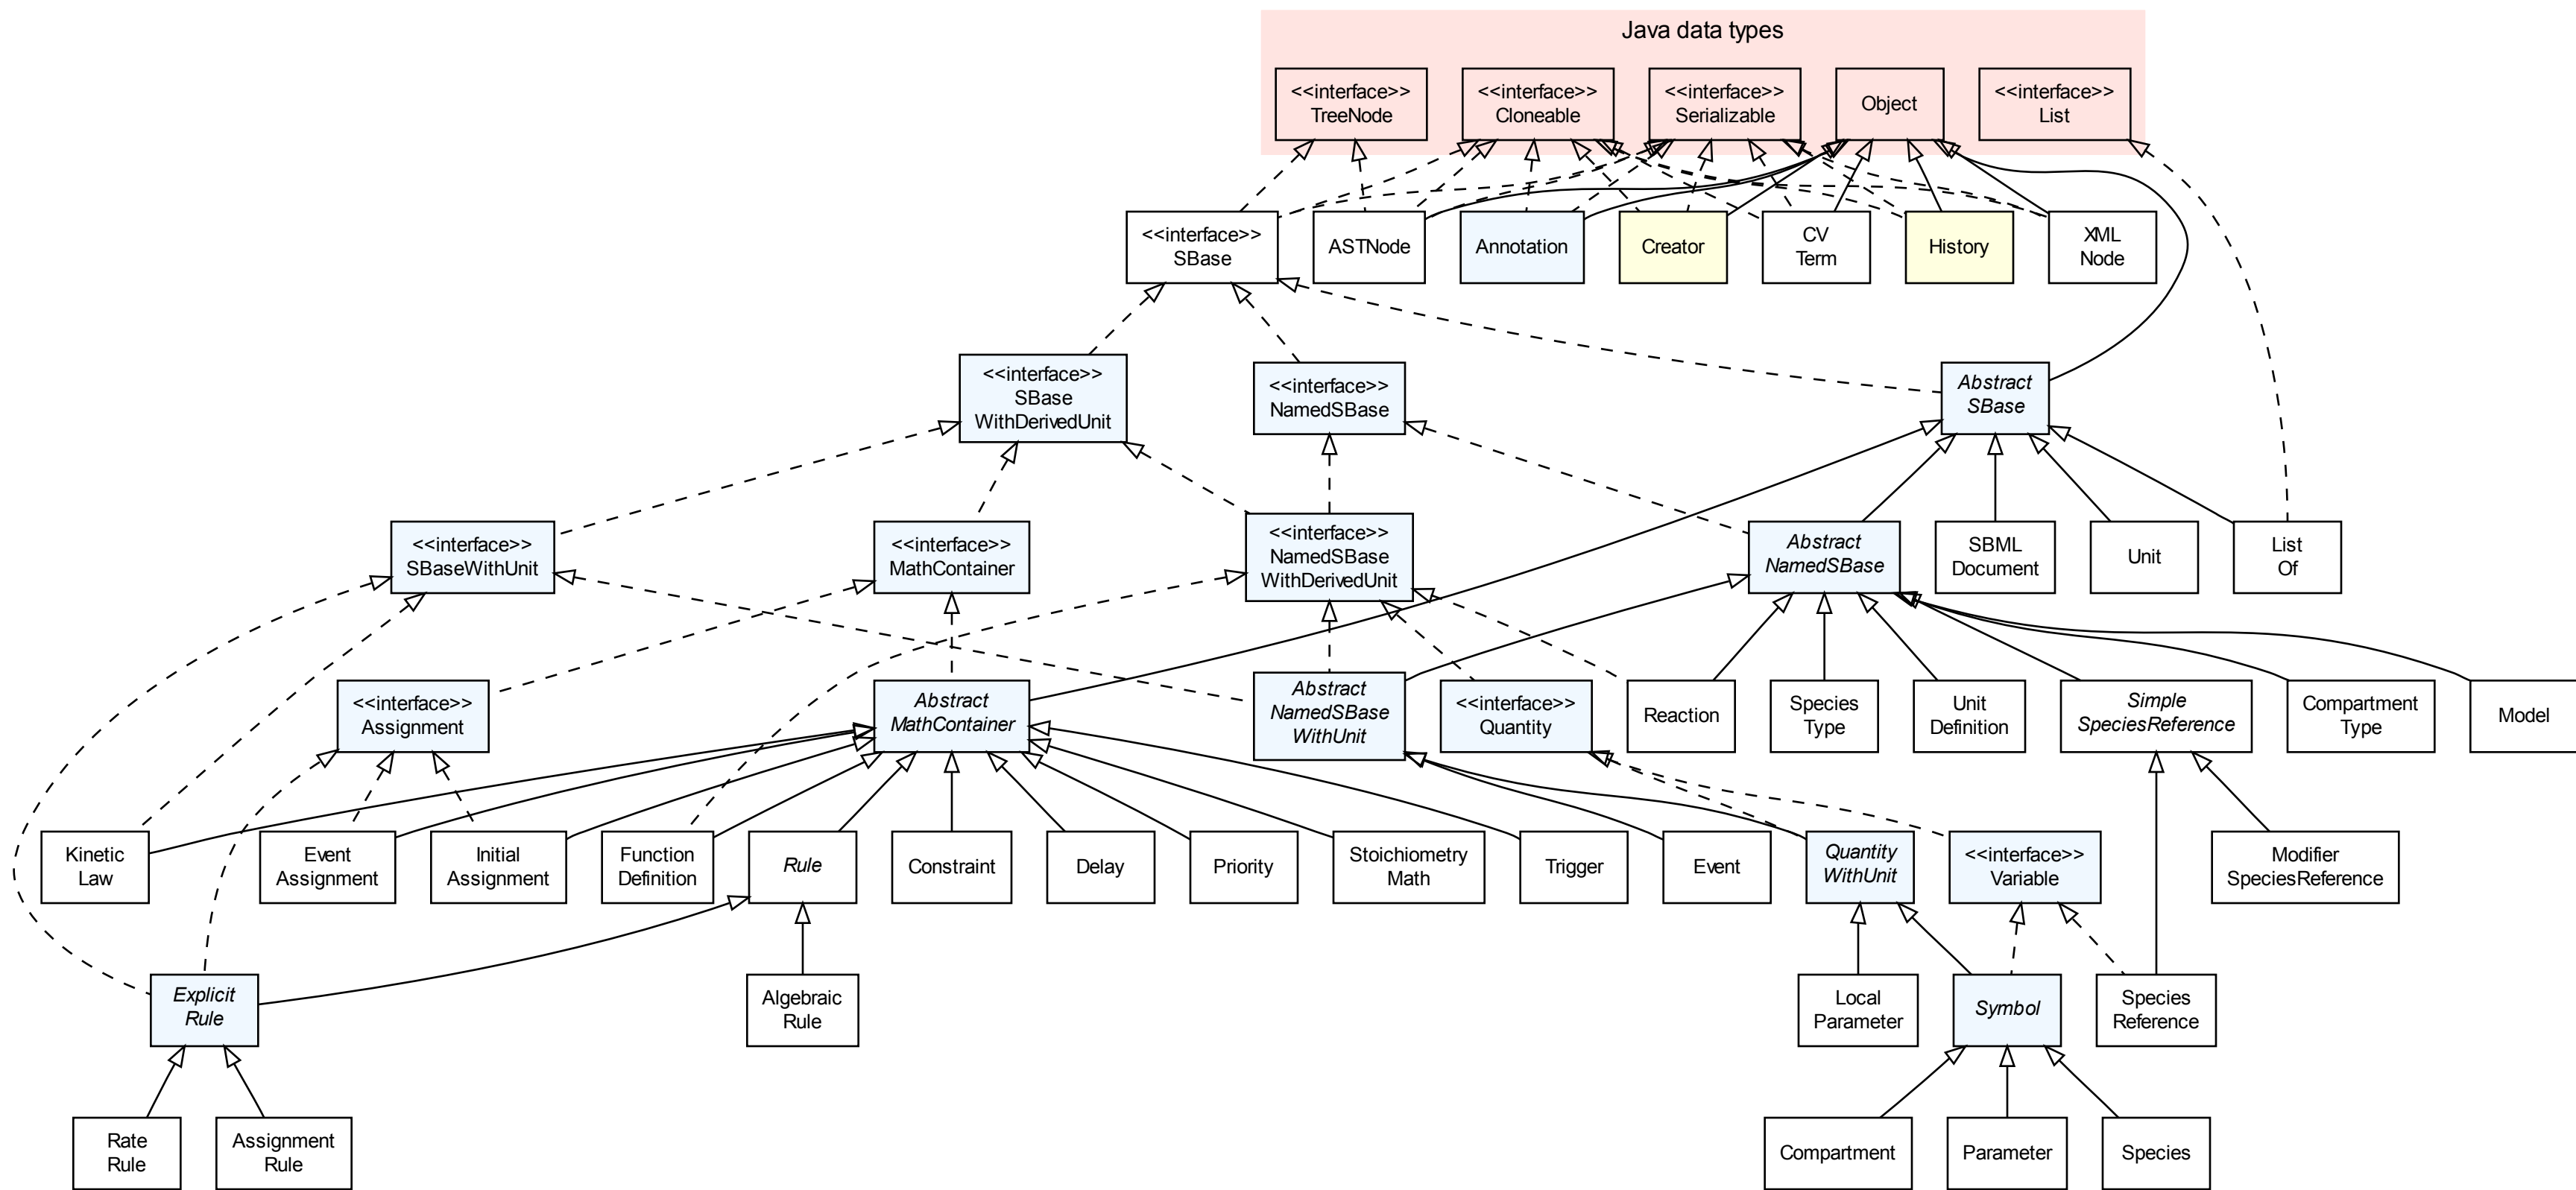 Java data types
<<interface>>
TreeNode
<<interface>>
Cloneable
<<interface>>
Serializable
Object
<<interface>>
List
<<interface>>
SBase
ASTNode
Annotation
Creator
CV
Term
History
XML
Node
<<interface>>
SBase
WithDerivedUnit
<<interface>>
NamedSBase
Abstract
SBase
<<interface>>
SBaseWithUnit
<<interface>>
MathContainer
<<interface>>
NamedSBase
WithDerivedUnit
Abstract
NamedSBase
SBML
Document
Unit
List
Of
<<interface>>
Assignment
Abstract
MathContainer
Abstract
NamedSBase
WithUnit
<<interface>>
Quantity
Reaction
Species
Type
Unit
Definition
Simple
SpeciesReference
Compartment
Type
Model
Kinetic
Law
Event
Assignment
Initial
Assignment
Function
Definition
Rule
Constraint
Delay
Priority
Stoichiometry
Math
Trigger
Event
Quantity
WithUnit
<<interface>>
Variable
Modifier
SpeciesReference
Explicit
Rule
Algebraic
Rule
Local
Parameter
Symbol
Species
Reference
Rate
Rule
Assignment
Rule
Compartment
Parameter
Species